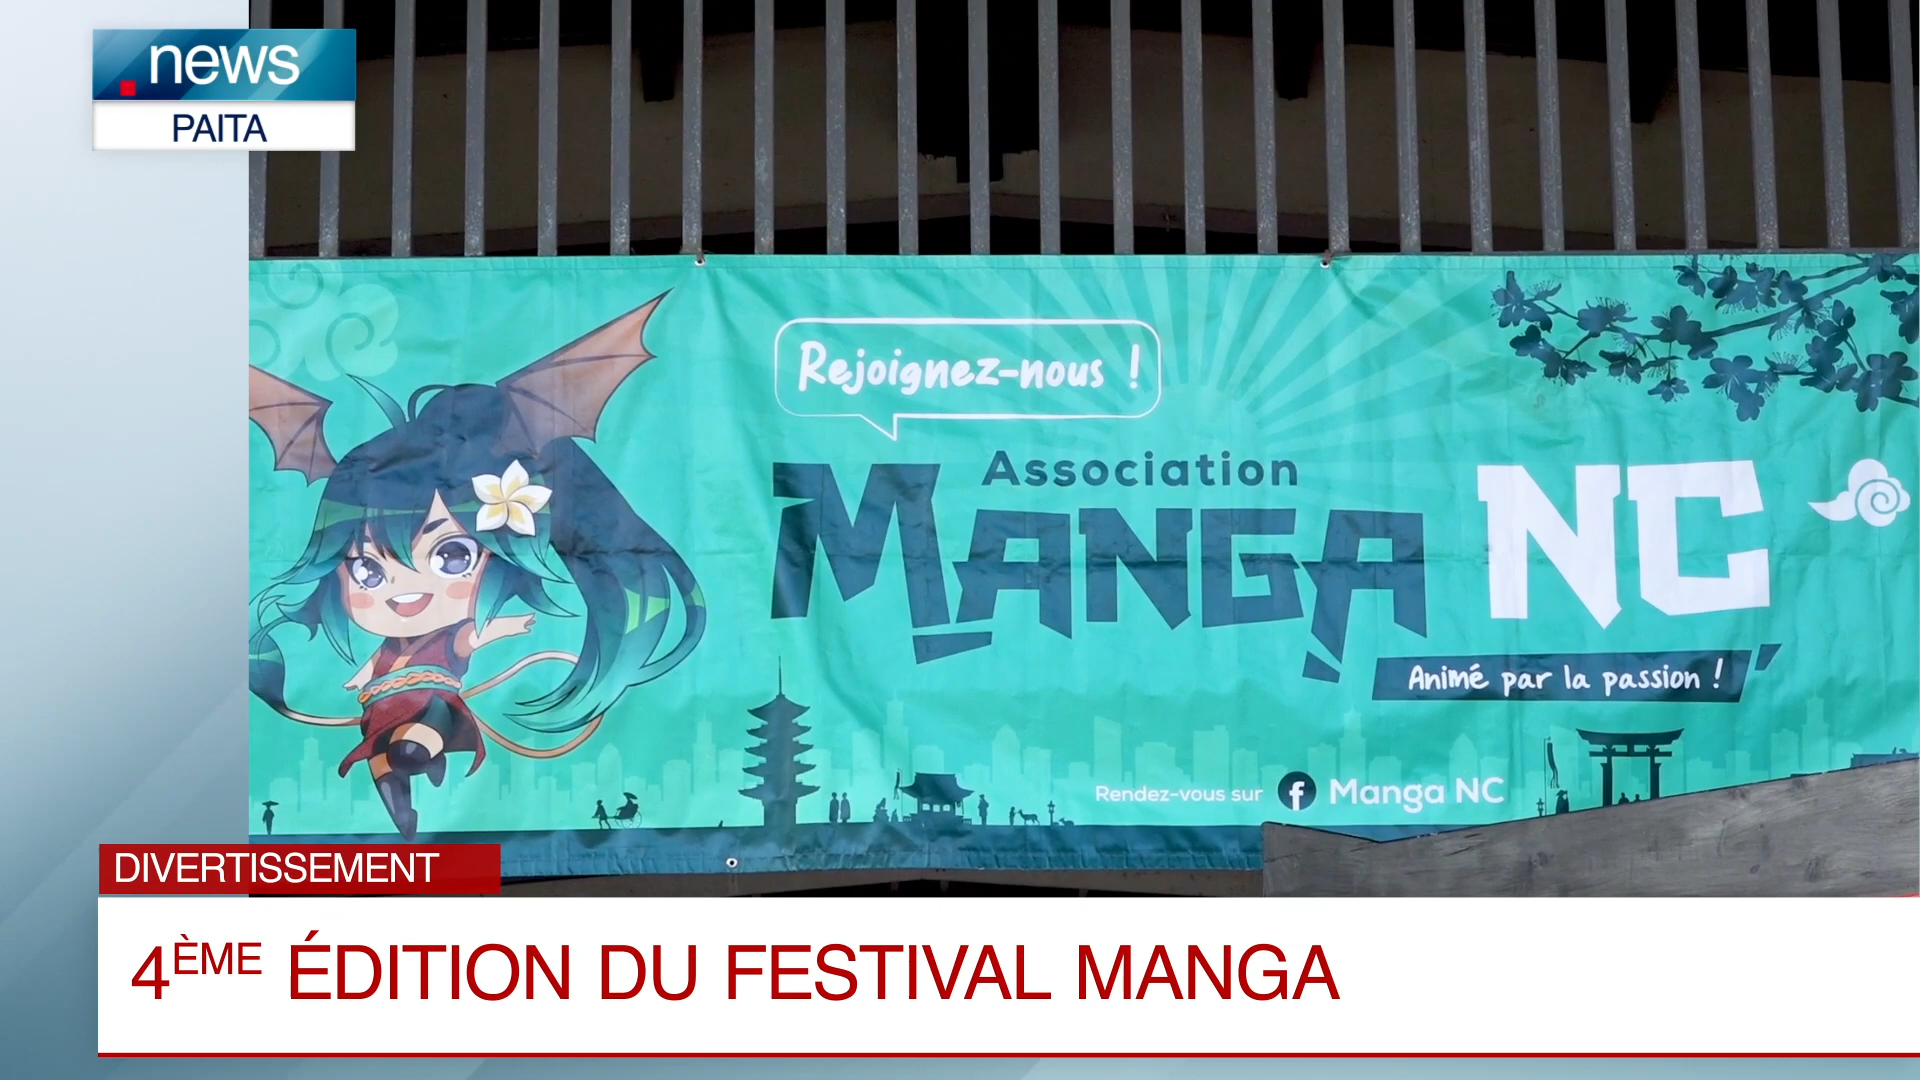 .news
PAITA
Rejoignez-nous !
Association
MANGA NC
Animé par la passion !
Rendez-vous sur f Manga NC
DIVERTISSEMENT
4ÈME ÉDITION DU FESTIVAL MANGA